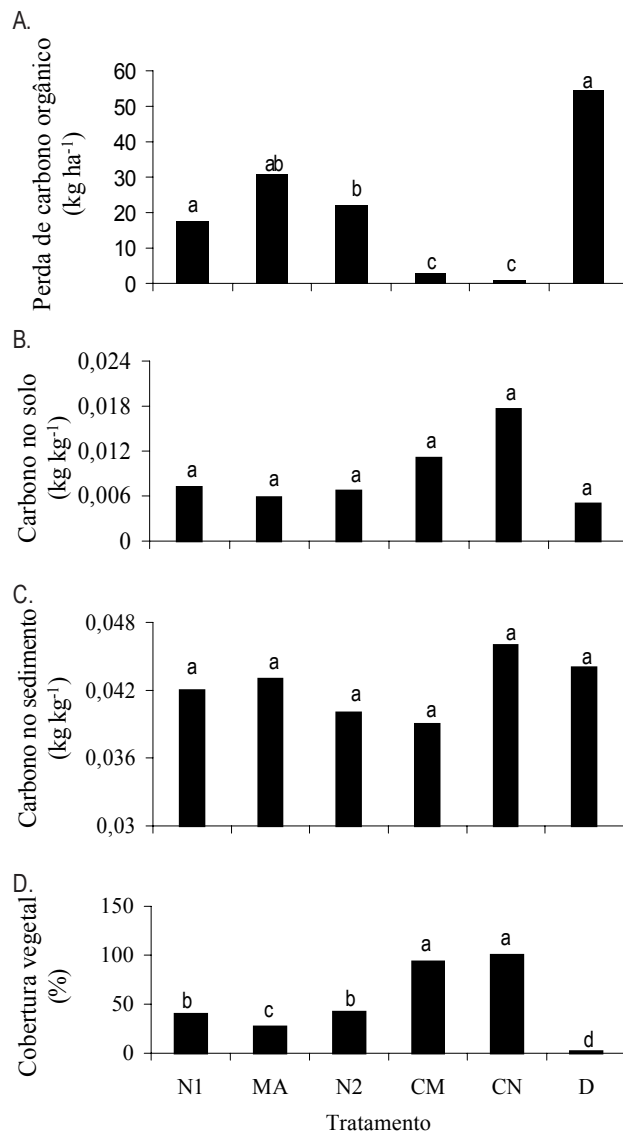 A.
Perda de carbono orgânico
(kg ha-1)
60
50
40
30
20
10
0
a
ab
b
c
c
a
B.
Carbono no solo
(kg kg-1)
0,024
0,018
0,012
0,006
0
a
a
a
a
a
a
C.
Carbono no sedimento
(kg kg-1)
0,048
0,042
0,036
0,03
a
a
a
a
a
a
D.
Cobertura vegetal
(%)
150
100
50
0
b
c
b
a
a
d
N1 MA N2 CM CN D
Tratamento